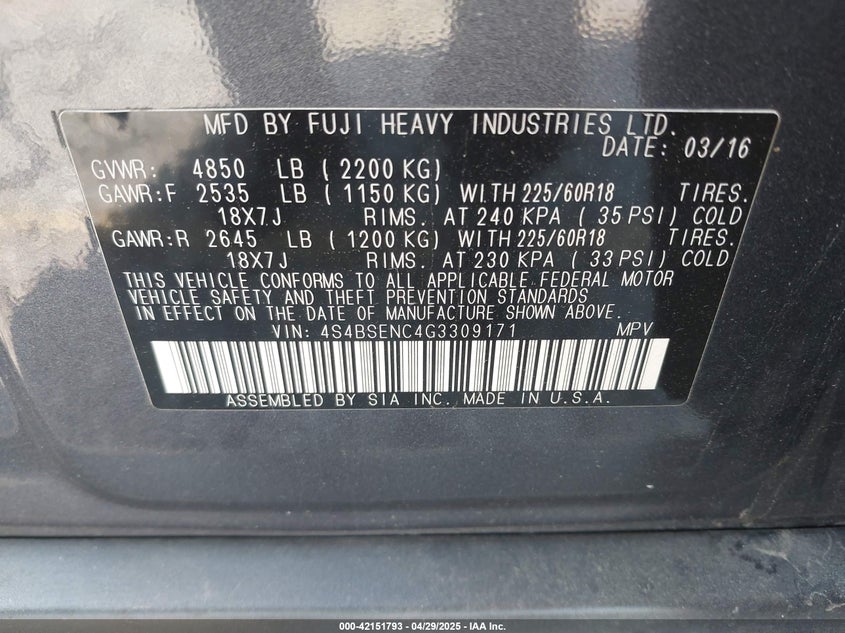 MFD BY FUJI HEAVY INDUSTRIES LTD.
DATE: 03/16
GVWR: 4850 LB ( 2200 KG)
GAWR:F 2535 LB ( 1150 KG) WITH 225/60R18 TIRES.
18X7J RIMS. AT 240 KPA ( 35 PSI) COLD
GAWR:R 2645 LB ( 1200 KG) WITH 225/60R18 TIRES.
18X7J RIMS. AT 230 KPA ( 33 PSI) COLD
THIS VEHICLE CONFORMS TO ALL APPLICABLE FEDERAL MOTOR
VEHICLE SAFETY AND THEFT PREVENTION STANDARDS
IN EFFECT ON THE DATE OF MANUFACTURE SHOWN ABOVE.
VIN: 4S4BSENC4G3309171 MPV
ASSEMBLED BY SIA INC. MADE IN U.S.A.
000-42151793 04/29/2025 - IAA Inc.